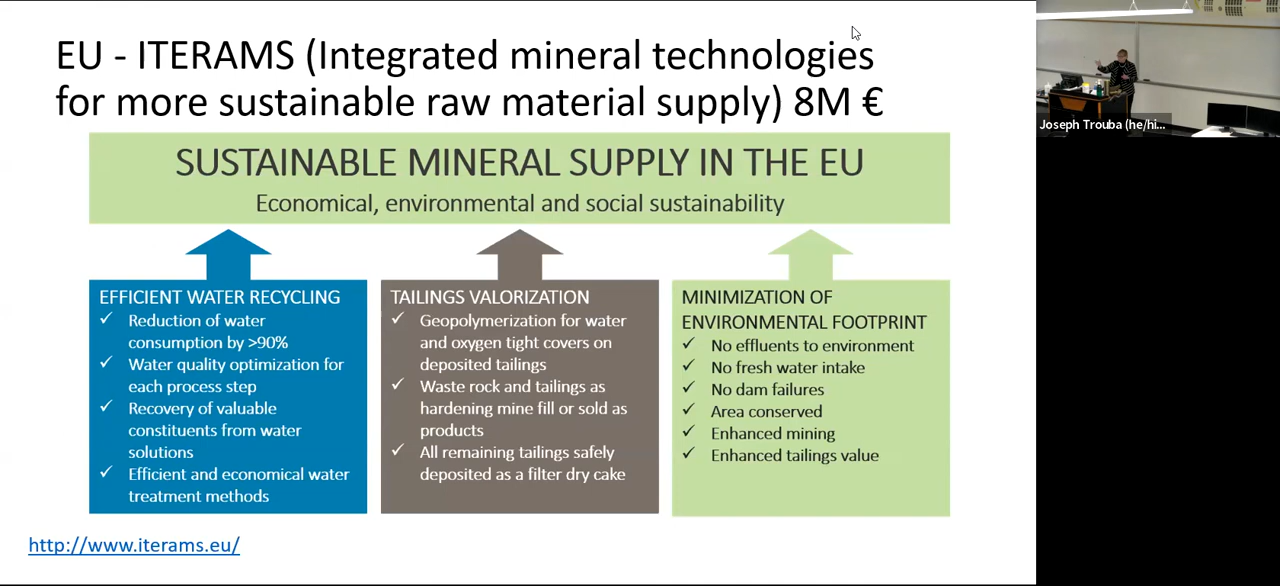 EU - ITERAMS (Integrated mineral technologies
for more sustainable raw material supply) 8M €
SUSTAINABLE MINERAL SUPPLY IN THE EU
Economical, environmental and social sustainability
EFFICIENT WATER RECYCLING
✓ Reduction of water
consumption by >90%
✓ Water quality optimization for
each process step
✓ Recovery of valuable
constituents from water
solutions
✓ Efficient and economical water
treatment methods
TAILINGS VALORIZATION
✓ Geopolymerization for water
and oxygen tight covers on
deposited tailings
✓ Waste rock and tailings as
hardening mine fill or sold as
products
✓ All remaining tailings safely
deposited as a filter dry cake
MINIMIZATION OF
ENVIRONMENTAL FOOTPRINT
✓ No effluents to environment
✓ No fresh water intake
✓ No dam failures
✓ Area conserved
✓ Enhanced mining
✓ Enhanced tailings value
http://www.iterams.eu/
Joseph Trouba (he/hi...